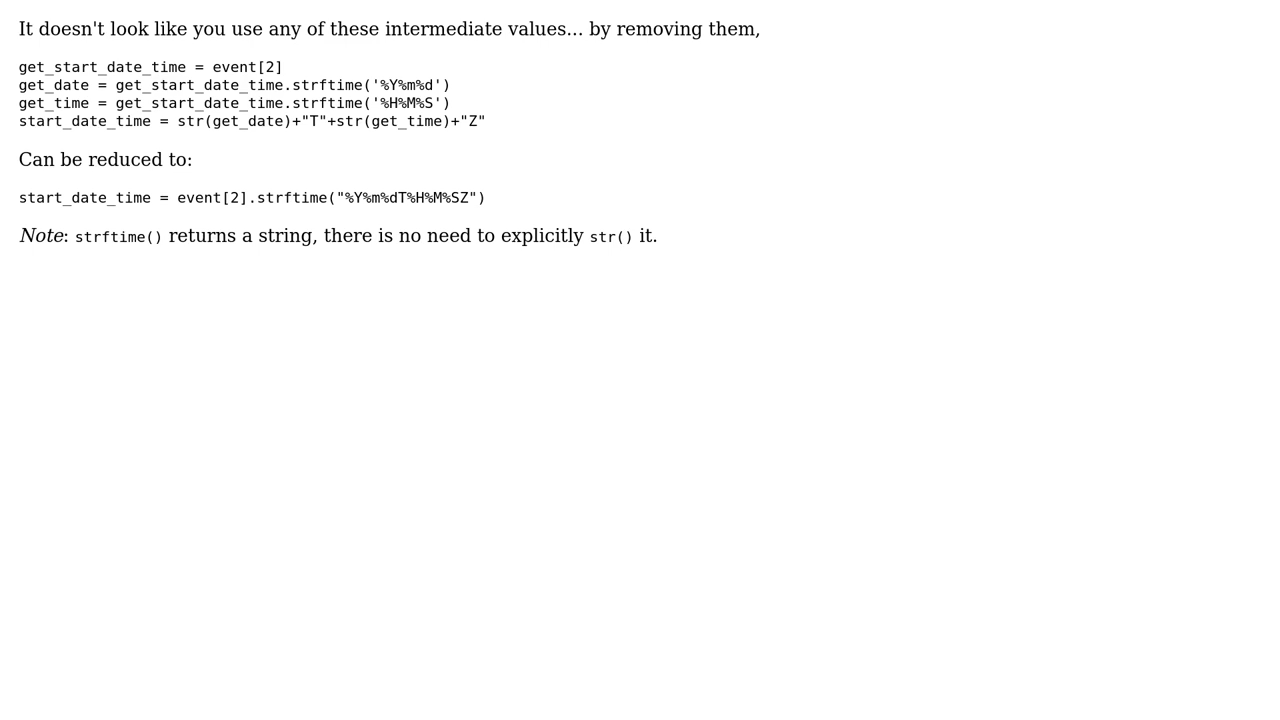 It doesn't look like you use any of these intermediate values... by removing them,
get_start_date_time = event[2]
get_date = get_start_date_time.strftime('%Y%m%d')
get_time = get_start_date_time.strftime('%H%M%S')
start_date_time = str(get_date)+"T"+str(get_time)+"Z"
Can be reduced to:
start_date_time = event[2].strftime("%Y%m%dT%H%M%SZ")
Note: strftime() returns a string, there is no need to explicitly str() it.